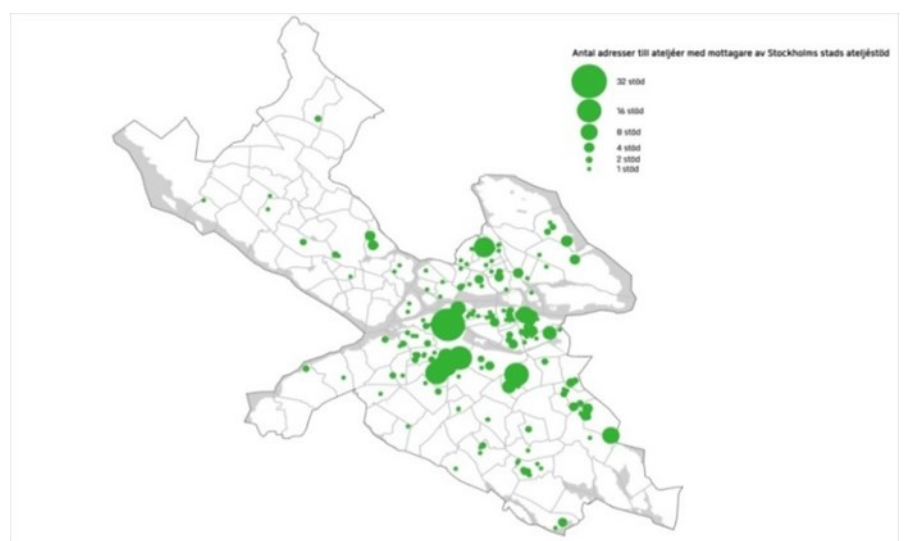 Antal adresser till ateljéer med mottagare av Stockholms stads ateljéstöd
32 stöd
16 stöd
8 stöd
4 stöd
2 stöd
1 stöd